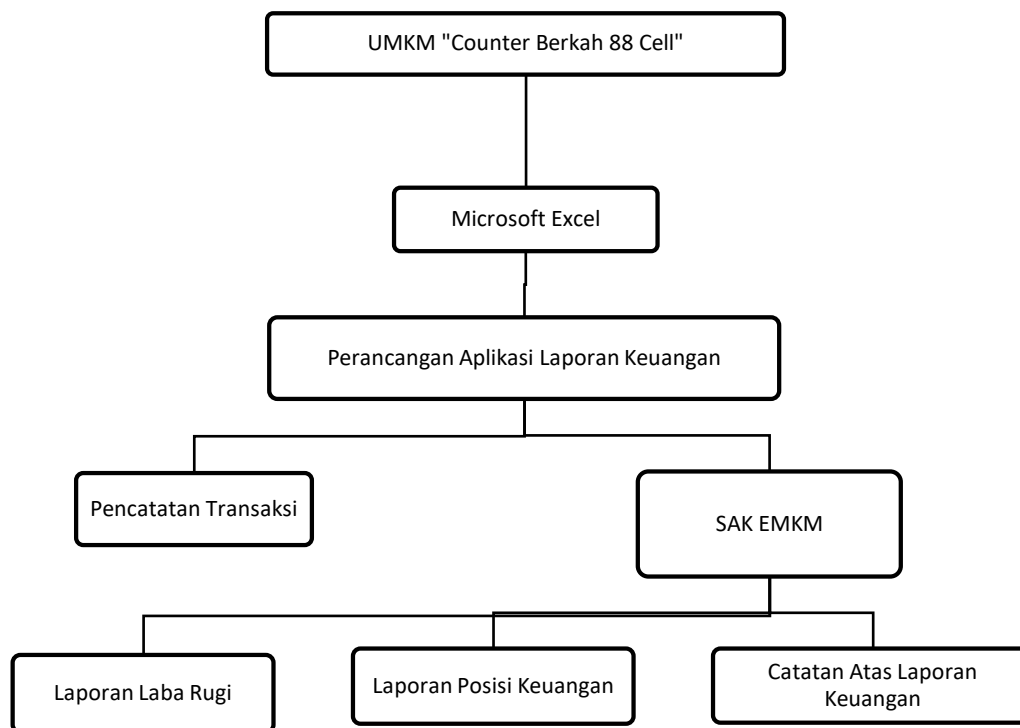 UMKM "Counter Berkah 88 Cell"
Microsoft Excel
Perancangan Aplikasi Laporan Keuangan
Pencatatan Transaksi
SAK EMKM
Laporan Laba Rugi
Laporan Posisi Keuangan
Catatan Atas Laporan
Keuangan